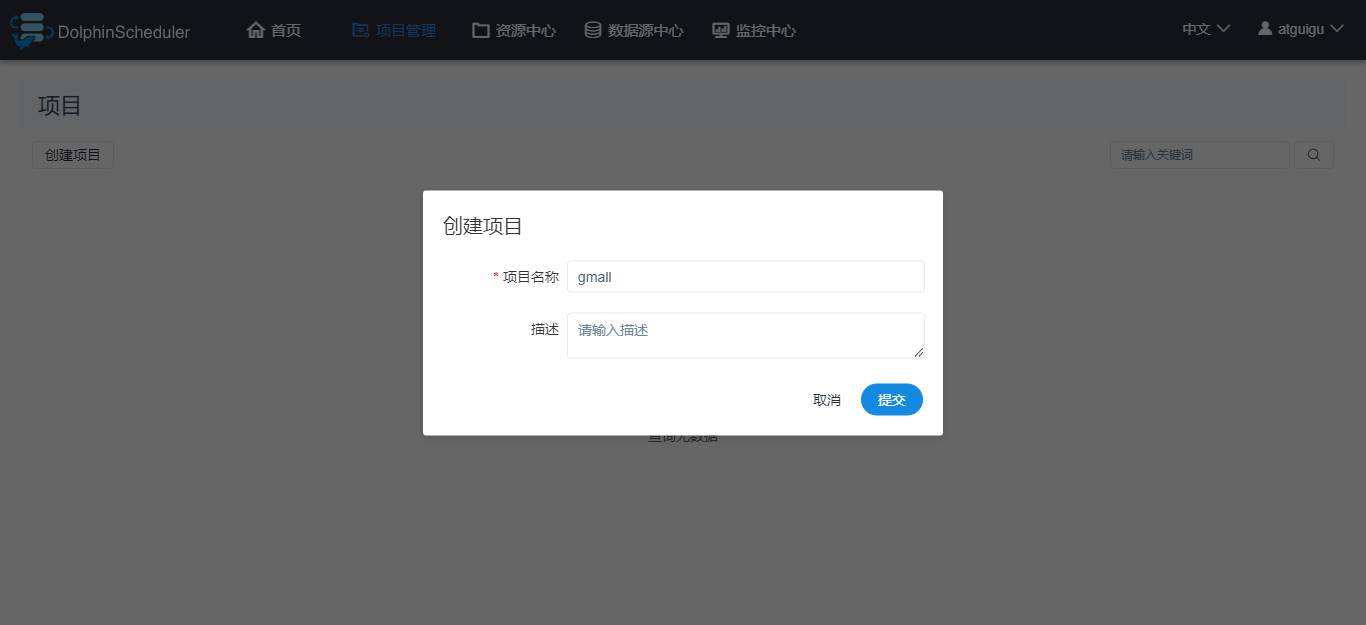 DolphinScheduler 首页 项目管理 资源中心 数据源中心 监控中心 中文 atguigu
项目
创建项目 请输入关键词
创建项目
* 项目名称 gmall
描述 请输入描述
取消 提交
查询无数据